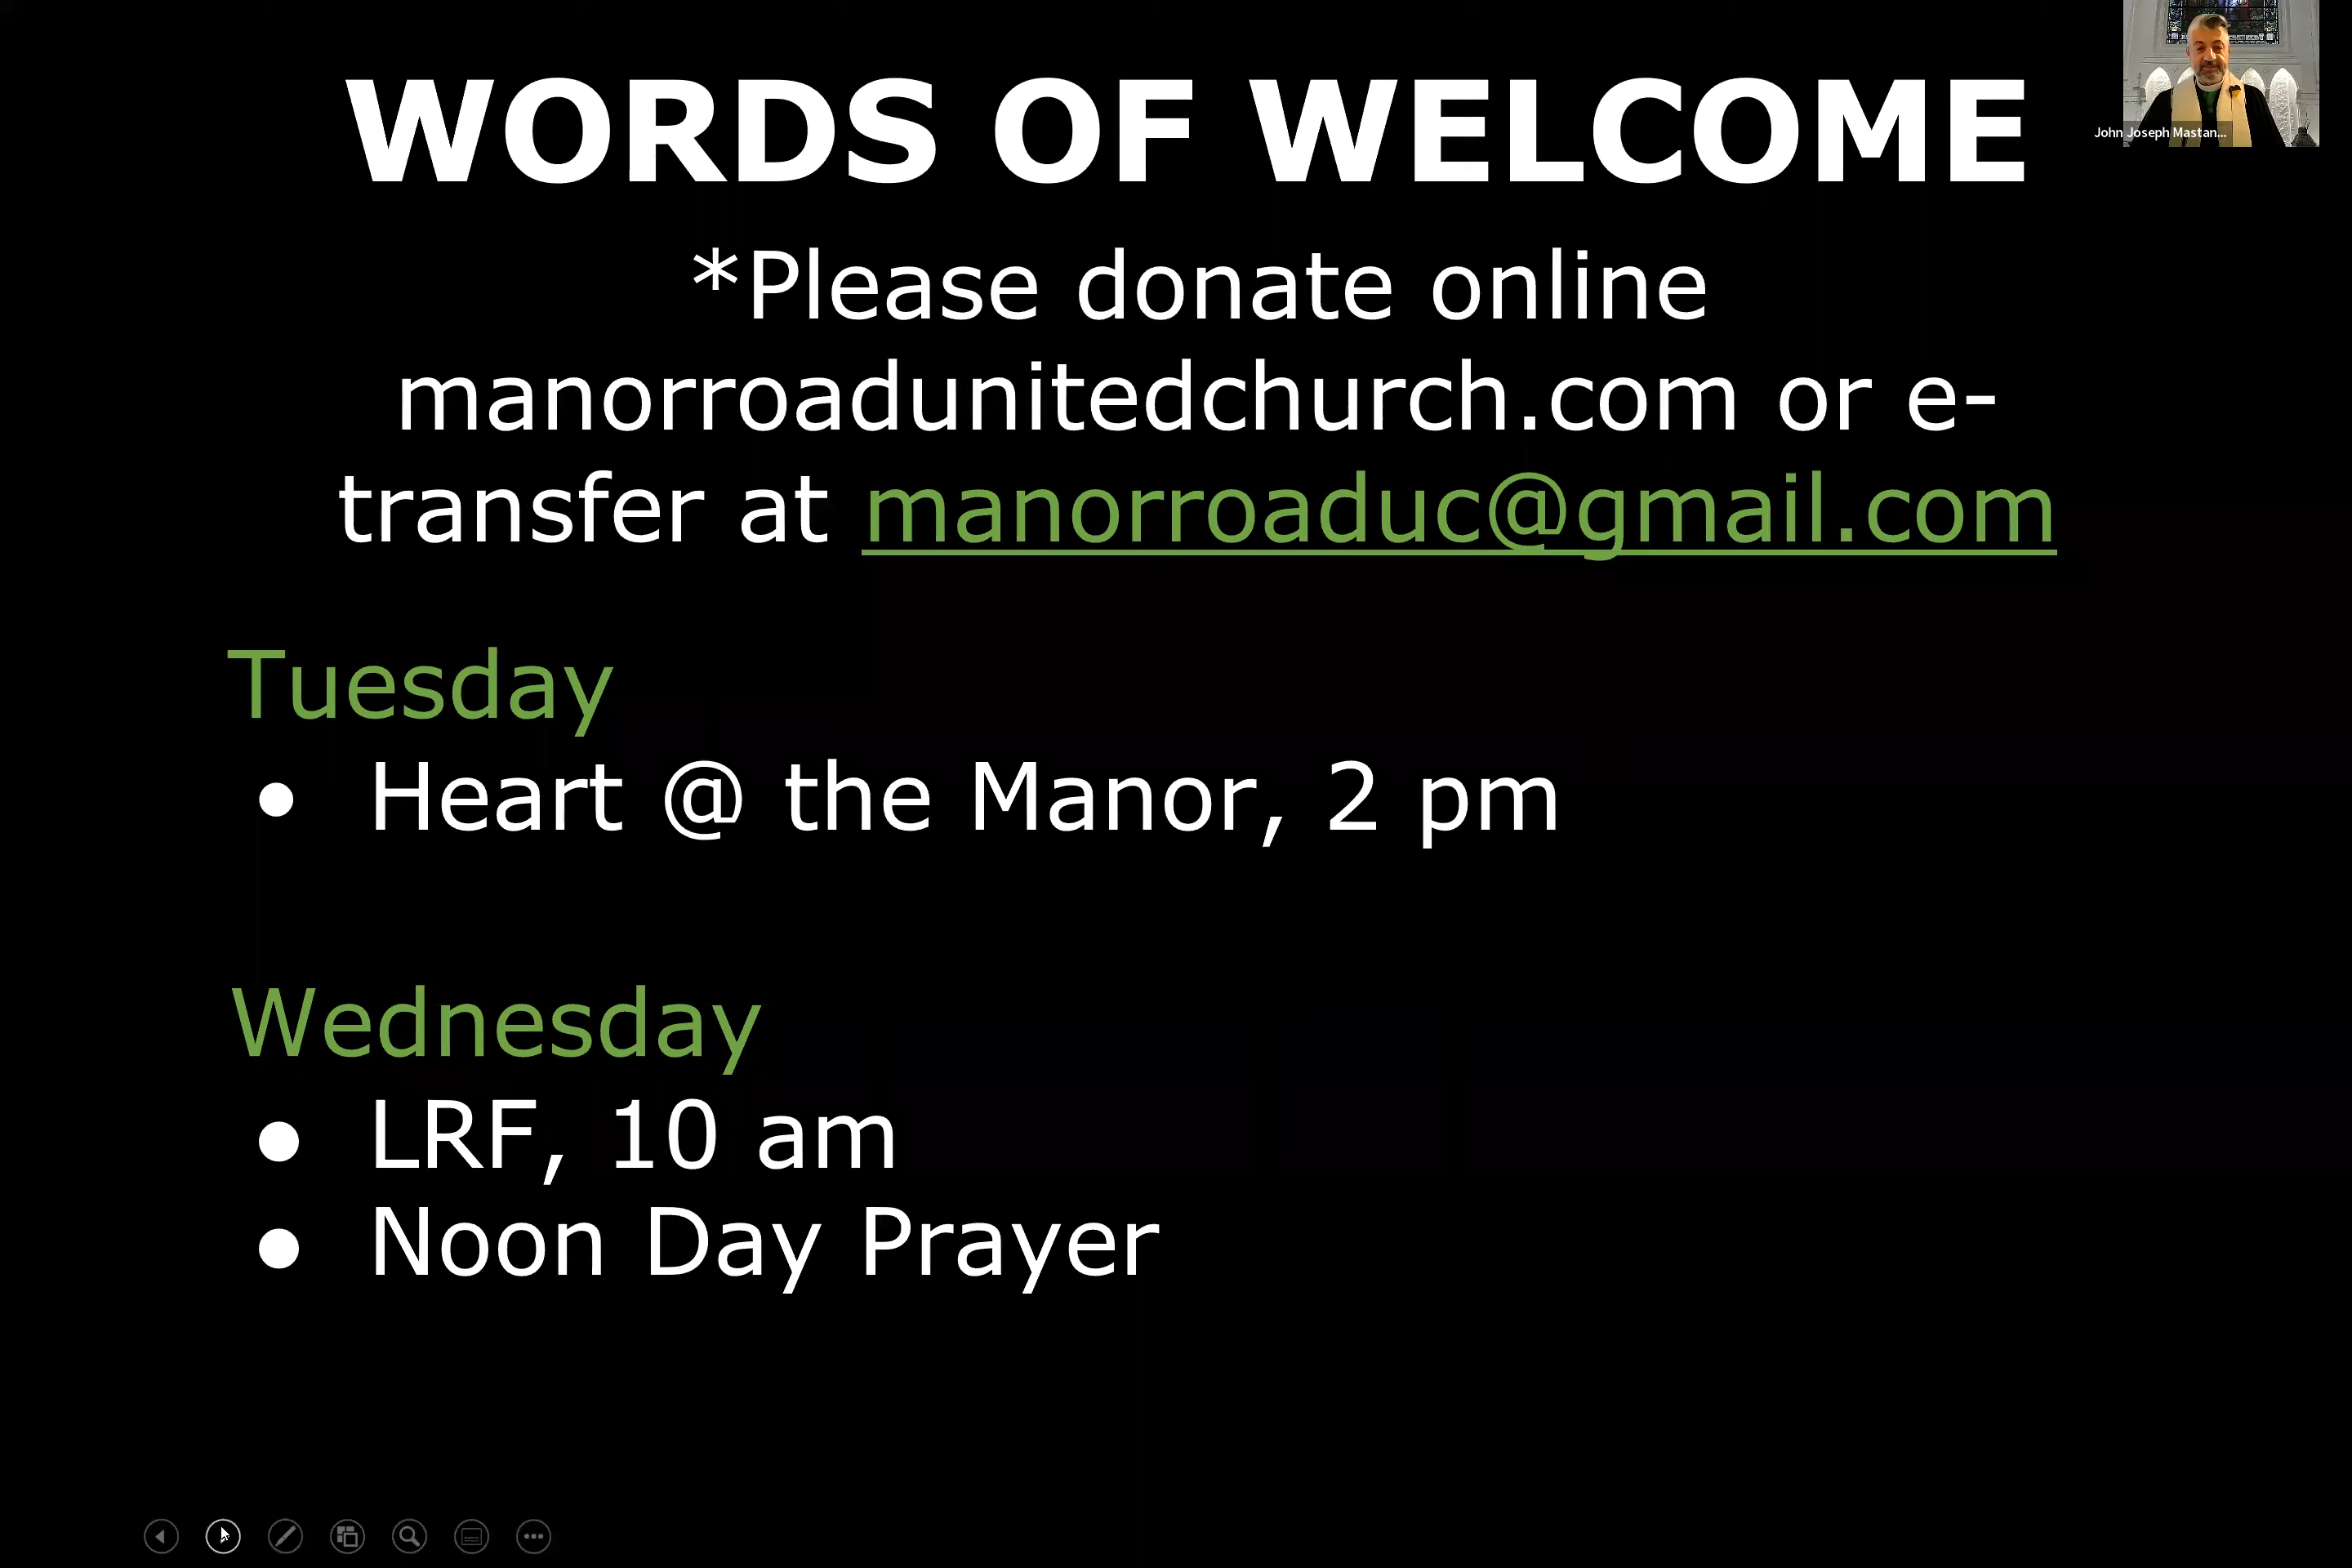 WORDS OF WELCOME
John Joseph Mastan...
*Please donate online
manorroadunitedchurch.com or e-
transfer at manorroaduc@gmail.com
Tuesday
● Heart @ the Manor, 2 pm
Wednesday
● LRF, 10 am
● Noon Day Prayer